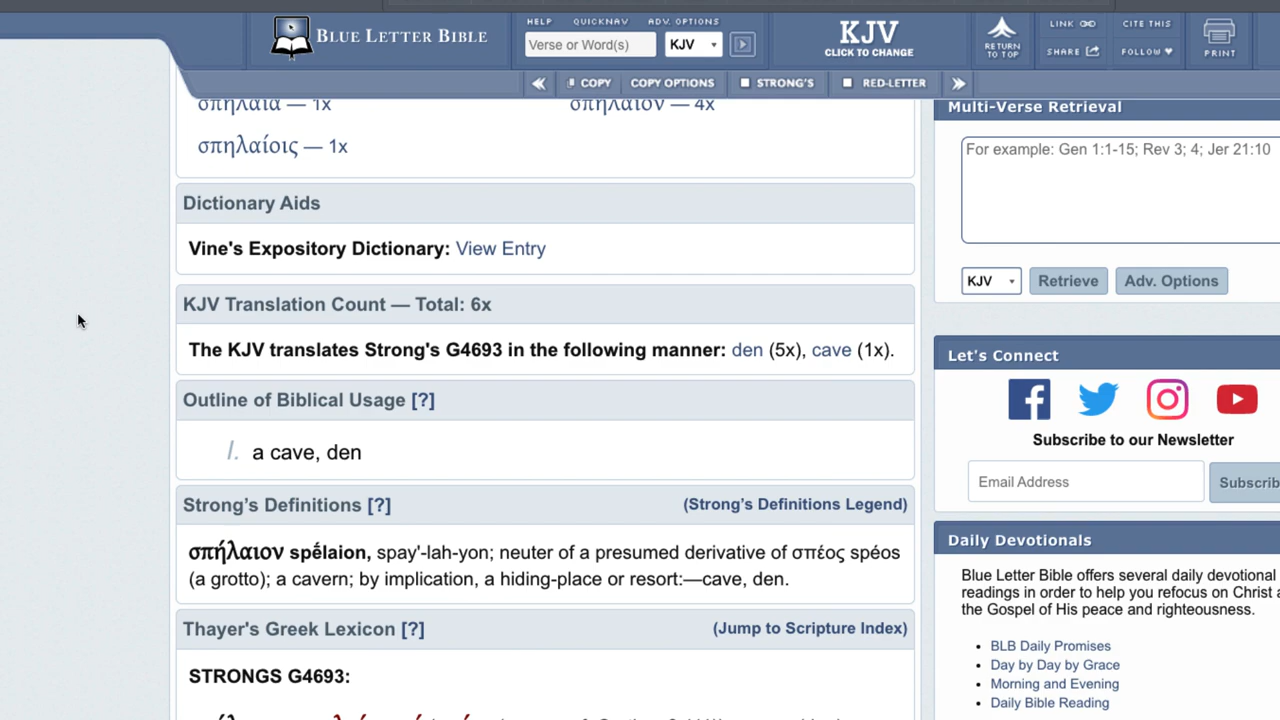 HELP QUICKNAV ADV. OPTIONS
BLUE LETTER BIBLE
Verse or Word(s) KJV
KJV
CLICK TO CHANGE
RETURN TO TOP
LINK CITE THIS
SHARE FOLLOW
PRINT
COPY COPY OPTIONS STRONG'S RED-LETTER
σπήλαια — 1x σπήλαιον — 4x
σπηλαίοις — 1x
Dictionary Aids
Vine's Expository Dictionary: View Entry
KJV Translation Count — Total: 6x
The KJV translates Strong's G4693 in the following manner: den (5x), cave (1x).
Outline of Biblical Usage [?]
I. a cave, den
Strong’s Definitions [?] (Strong’s Definitions Legend)
σπήλαιον spḗlaion, spay'-lah-yon; neuter of a presumed derivative of σπέος spéos
(a grotto); a cavern; by implication, a hiding-place or resort:—cave, den.
Thayer's Greek Lexicon [?] (Jump to Scripture Index)
STRONGS G4693:
Multi-Verse Retrieval
For example: Gen 1:1-15; Rev 3; 4; Jer 21:10
KJV Retrieve Adv. Options
Let's Connect
Subscribe to our Newsletter
Email Address Subscrib
Daily Devotionals
Blue Letter Bible offers several daily devotional
readings in order to help you refocus on Christ a
the Gospel of His peace and righteousness.
BLB Daily Promises
Day by Day by Grace
Morning and Evening
Daily Bible Reading